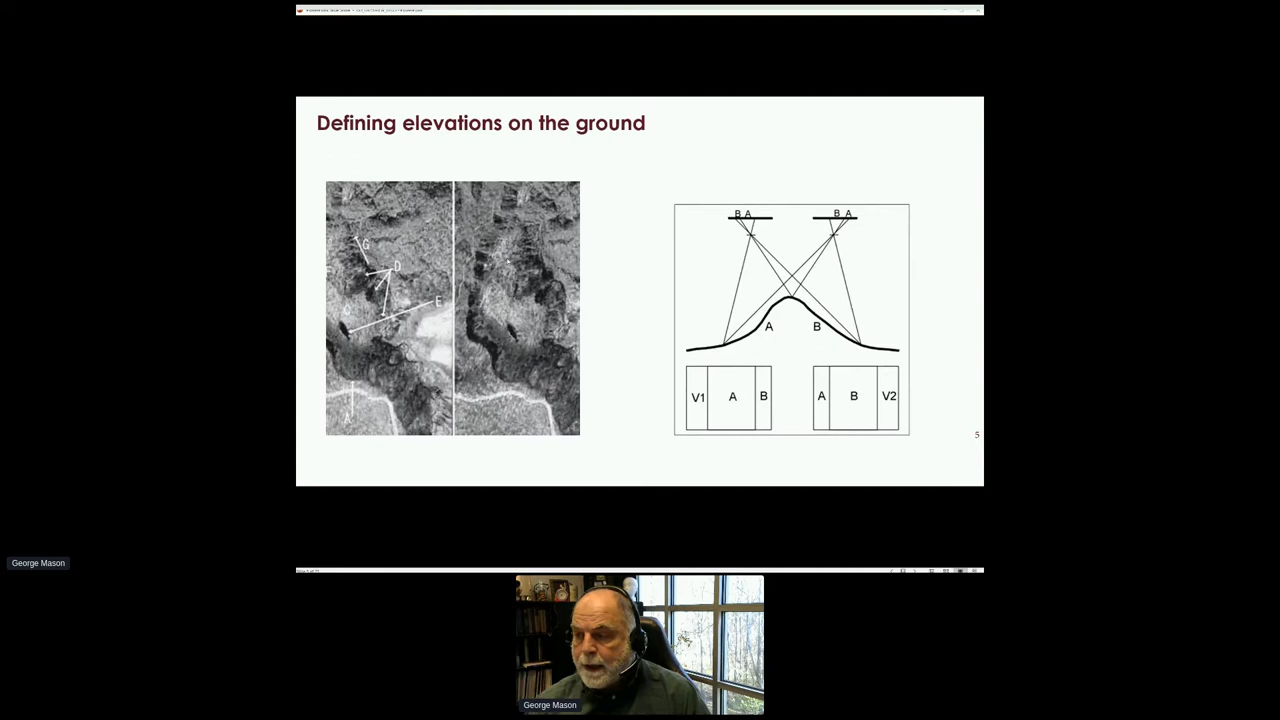 Defining elevations on the ground
G
D
E
C
A
B A
B A
A
B
V1
A
B
A
B
V2
5
George Mason
George Mason